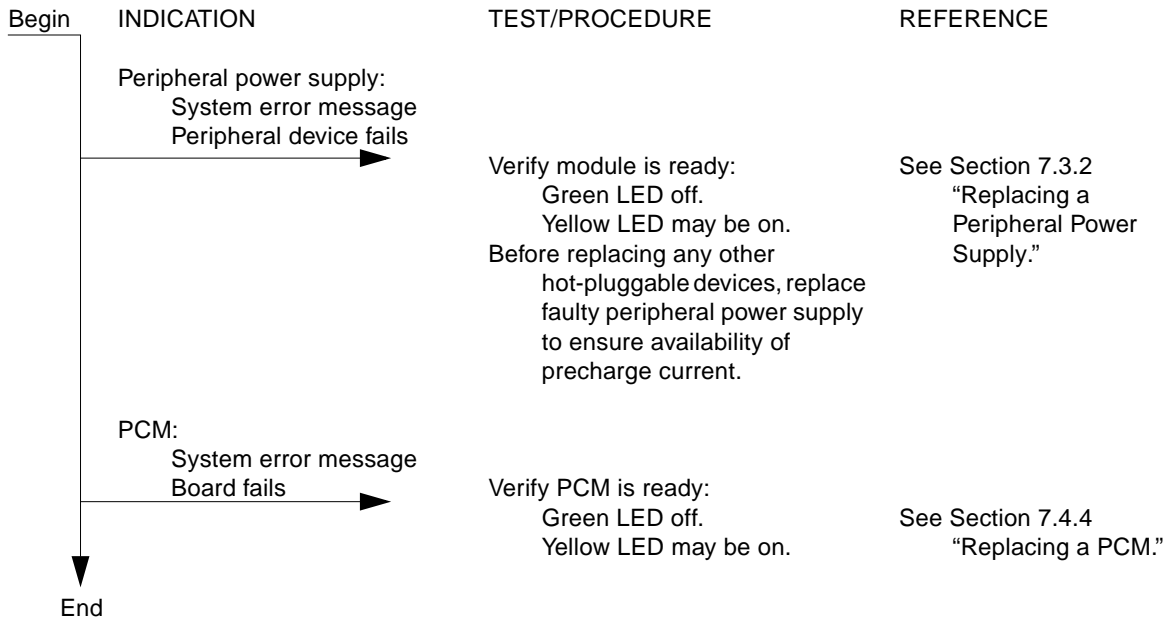 Begin INDICATION TEST/PROCEDURE REFERENCE
Peripheral power supply:
System error message
Peripheral device fails
Verify module is ready: See Section 7.3.2
Green LED off. “Replacing a
Yellow LED may be on. Peripheral Power
Before replacing any other Supply.”
hot-pluggable devices, replace
faulty peripheral power supply
to ensure availability of
precharge current.
PCM:
System error message
Board fails Verify PCM is ready:
Green LED off. See Section 7.4.4
Yellow LED may be on. “Replacing a PCM.”
End